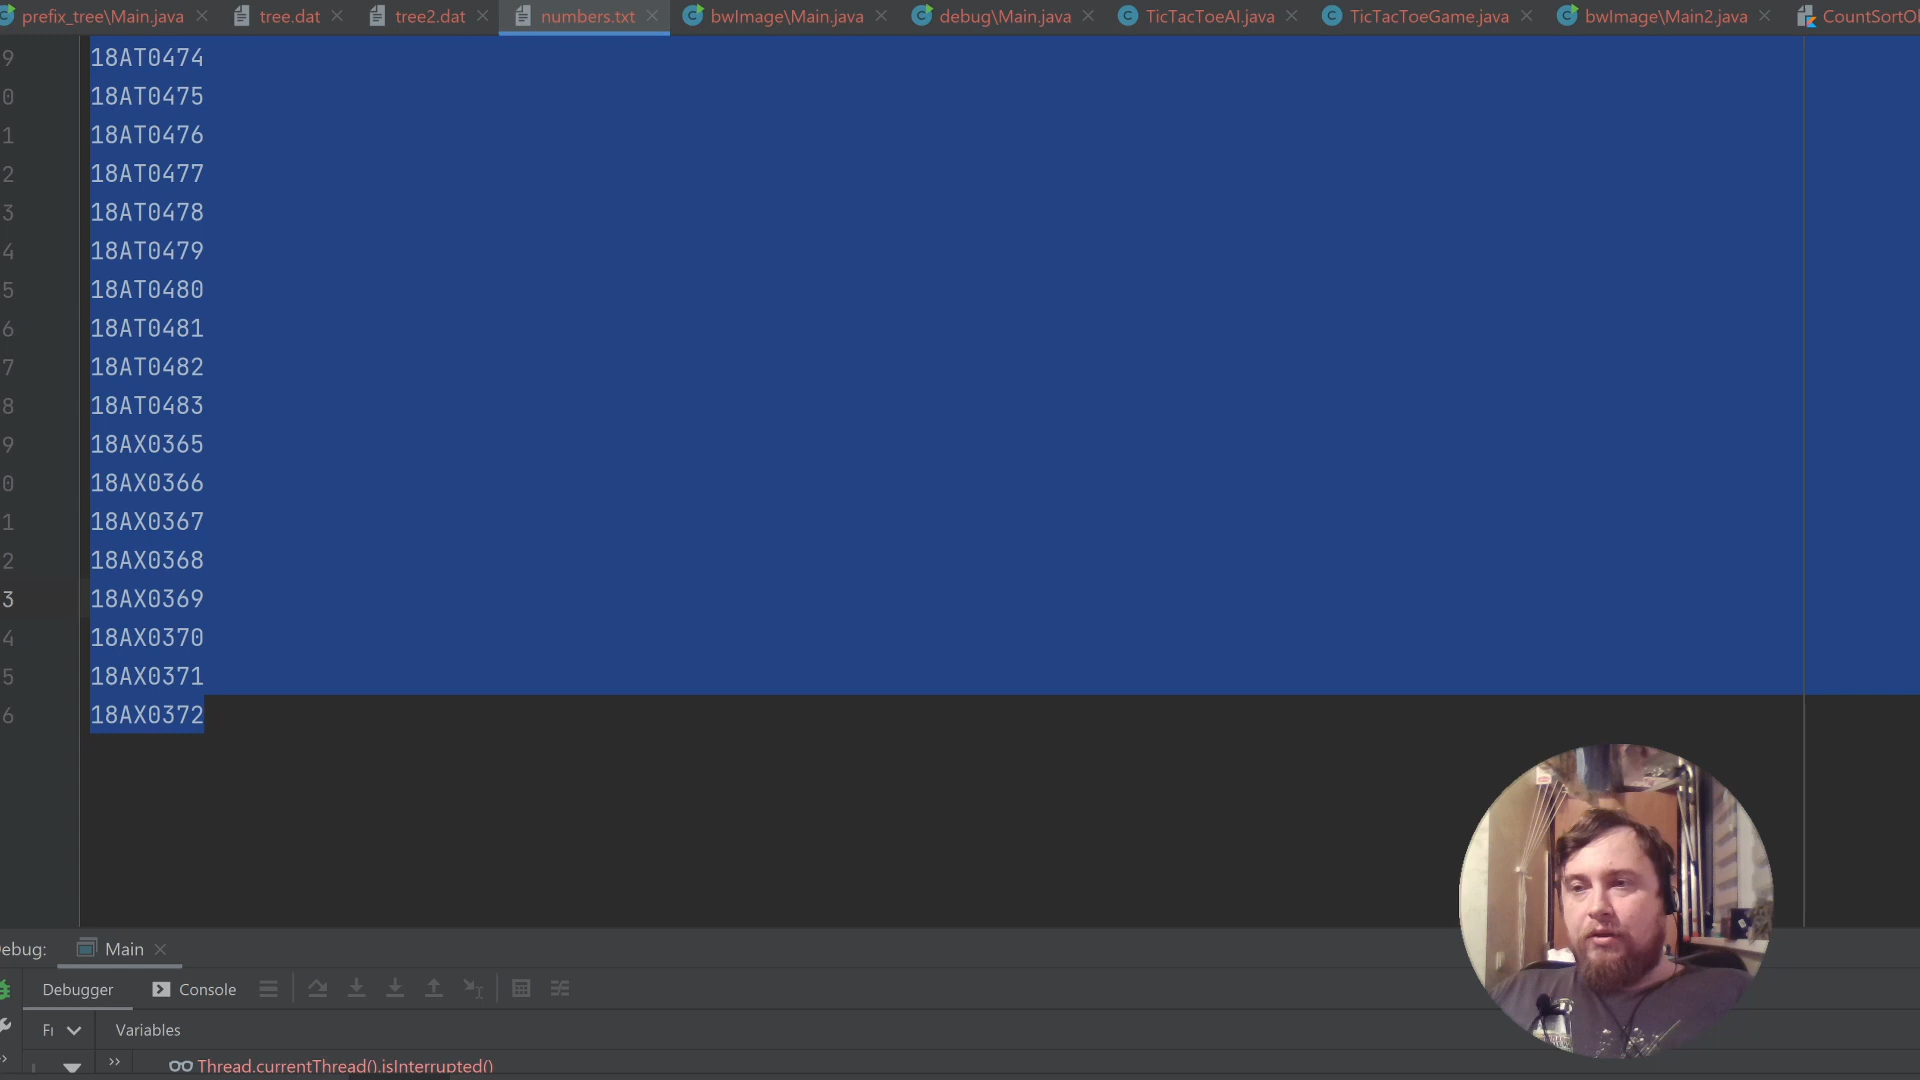 prefix_tree\Main.java tree.dat tree2.dat numbers.txt bwImage\Main.java debug\Main.java TicTacToeAI.java TicTacToeGame.java bwImage\Main2.java CountSortOl
9 18AT0474
0 18AT0475
1 18AT0476
2 18AT0477
3 18AT0478
4 18AT0479
5 18AT0480
6 18AT0481
7 18AT0482
8 18AT0483
9 18AX0365
0 18AX0366
1 18AX0367
2 18AX0368
3 18AX0369
4 18AX0370
5 18AX0371
6 18AX0372
ebug: Main
Debugger Console
Fr Variables
Thread.currentThread().isInterrupted()